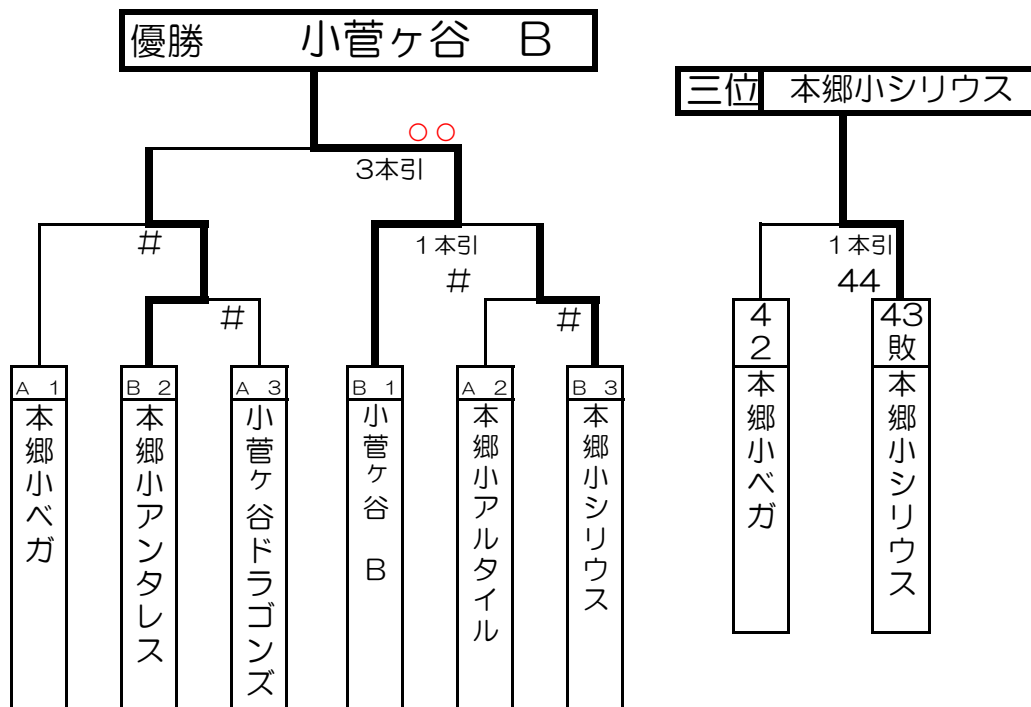 優勝 小菅ヶ谷 B
三位 本郷小シリウス
○○
3本引
#
1本引
#
#
#
1本引
44
42
43敗
A 1
B 2
A 3
B 1
A 2
B 3
本郷小ベガ
本郷小アンタレス
小菅ヶ谷ドラゴンズ
小菅ヶ谷 B
本郷小アルタイル
本郷小シリウス
本郷小ベガ
本郷小シリウス